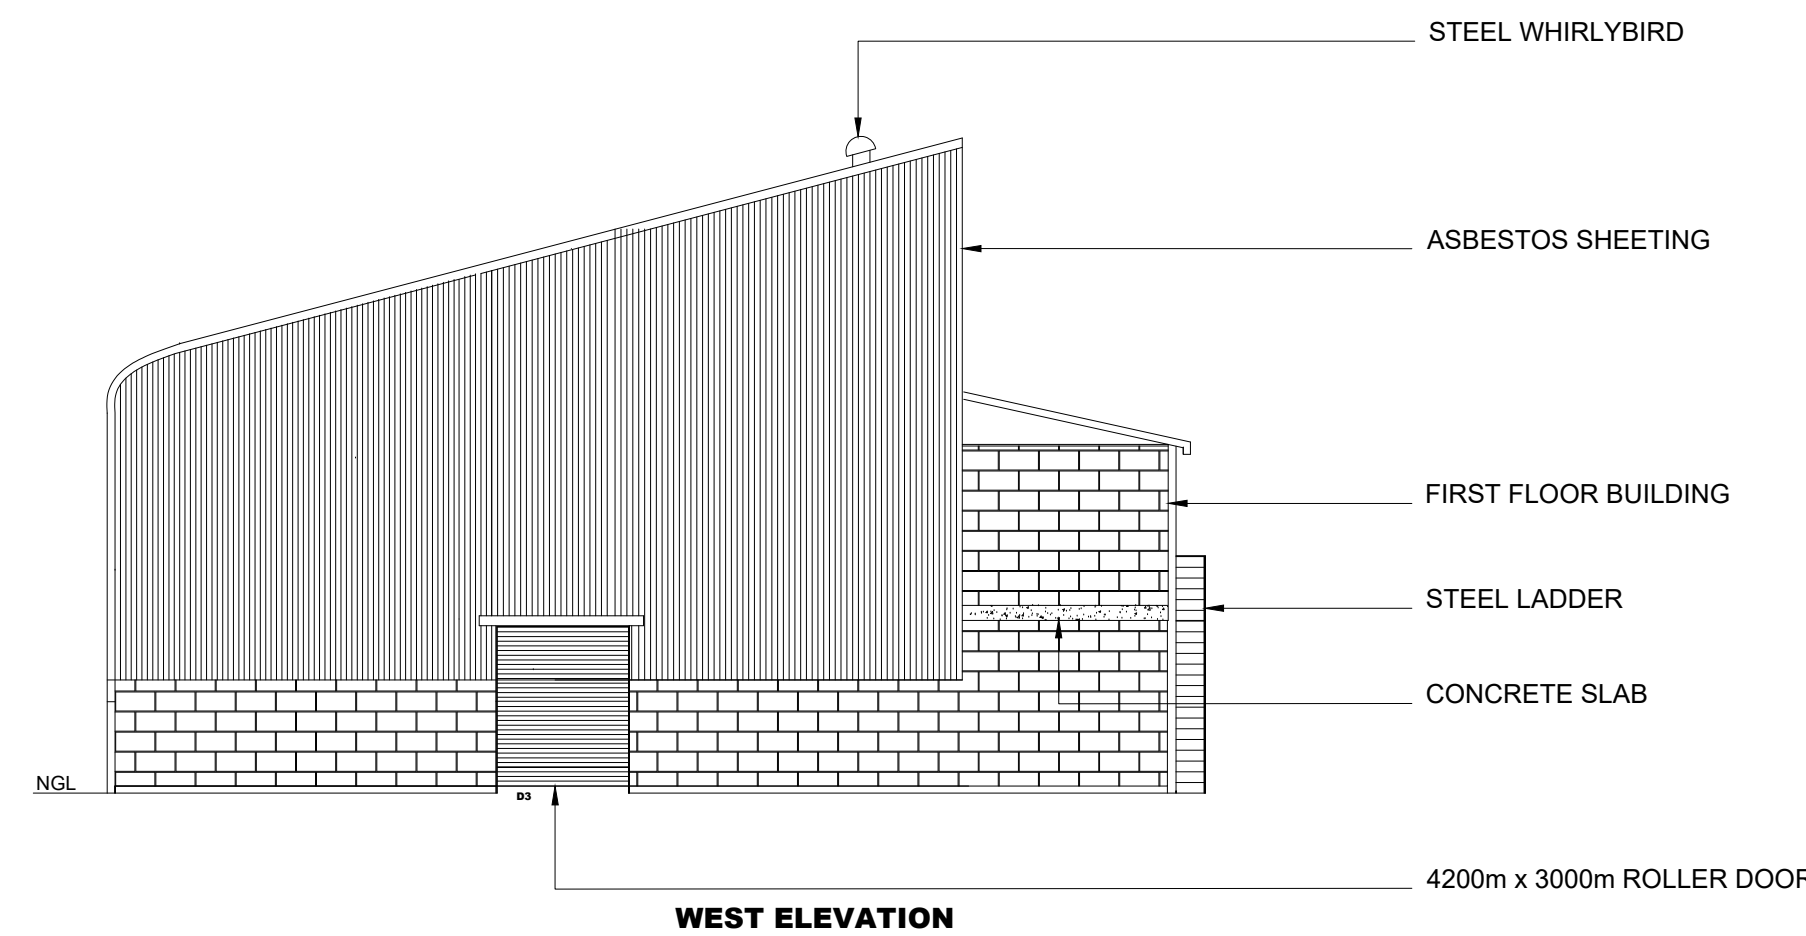 STEEL WHIRLYBIRD
ASBESTOS SHEETING
FIRST FLOOR BUILDING
STEEL LADDER
CONCRETE SLAB
NGL
D3
4200m x 3000m ROLLER DOOR
WEST ELEVATION